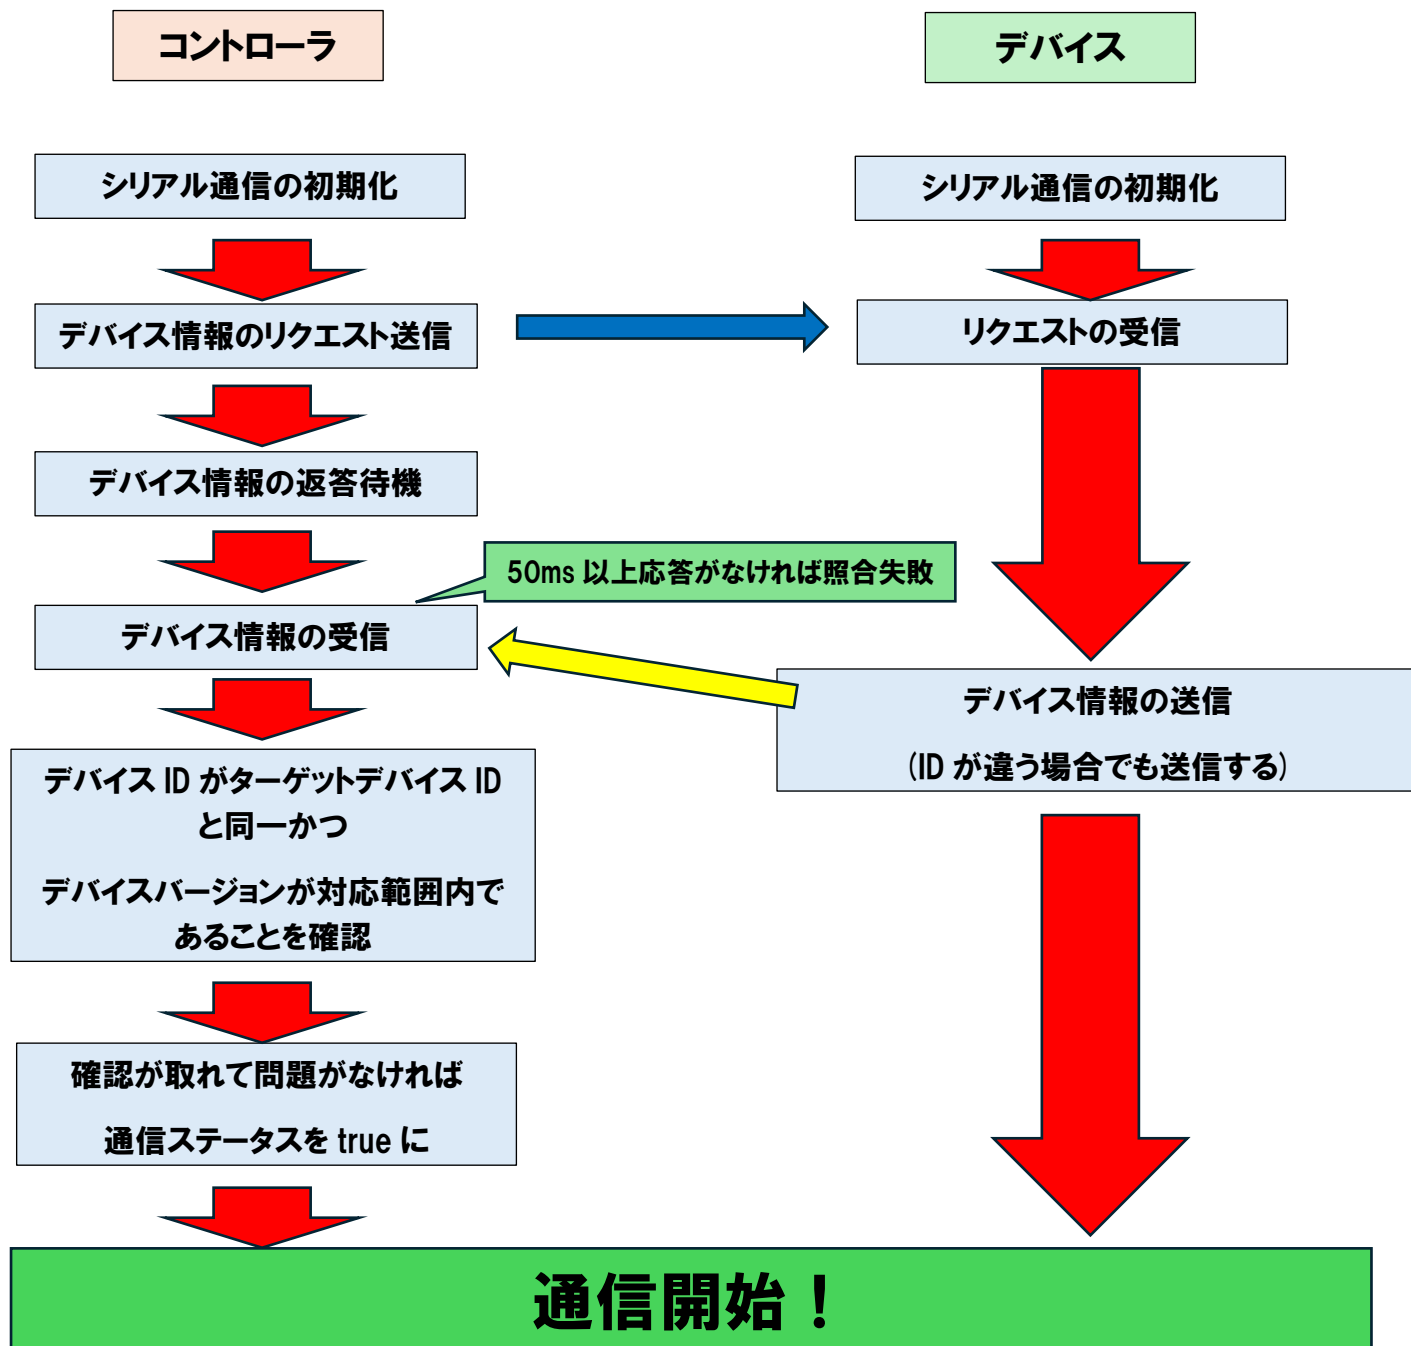 コントローラ
デバイス
シリアル通信の初期化
シリアル通信の初期化
デバイス情報のリクエスト送信
リクエストの受信
デバイス情報の返答待機
50ms 以上応答がなければ照合失敗
デバイス情報の受信
デバイス情報の送信
(ID が違う場合でも送信する)
デバイス ID がターゲットデバイス ID
と同一かつ
デバイスバージョンが対応範囲内で
あることを確認
確認が取れて問題がなければ
通信ステータスを true に
通信開始！